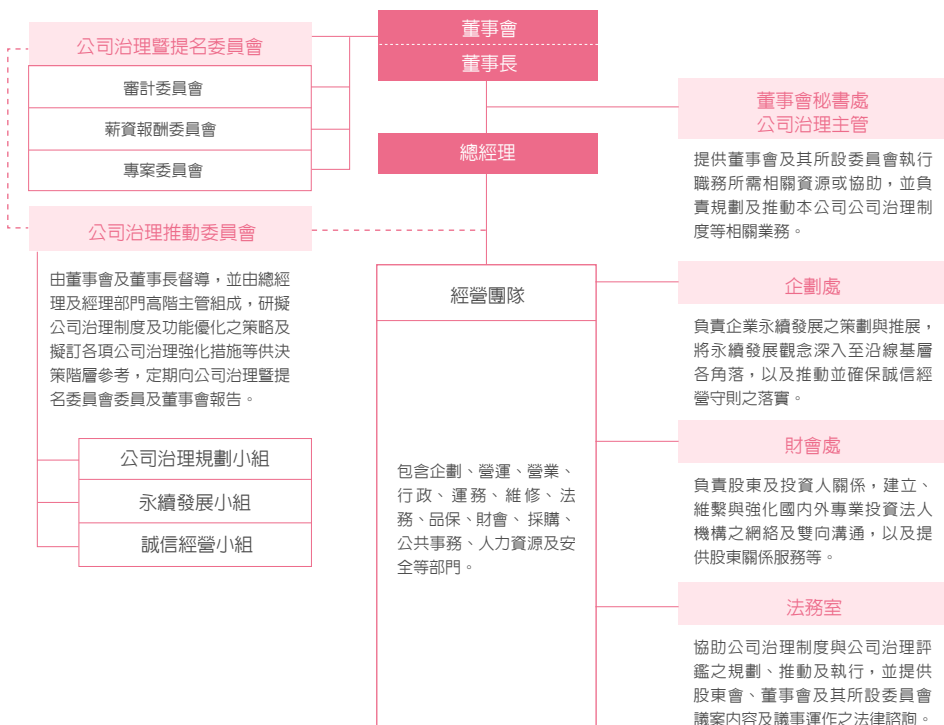 董事會
董事長
公司治理暨提名委員會
審計委員會
薪資報酬委員會
專案委員會
總經理
董事會秘書處
公司治理主管
提供董事會及其所設委員會執行
職務所需相關資源或協助，並負
責規劃及推動本公司公司治理制
度等相關業務。
公司治理推動委員會
由董事會及董事長督導，並由總經
理及經理部門高階主管組成，研擬
公司治理制度及功能優化之策略及
擬訂各項公司治理強化措施等供決
策階層參考，定期向公司治理暨提
名委員會委員及董事會報告。
公司治理規劃小組
永續發展小組
誠信經營小組
經營團隊
包含企劃、營運、營業、
行政、運務、維修、法
務、品保、財會、採購、
公共事務、人力資源及安
全等部門。
企劃處
負責企業永續發展之策劃與推展，
將永續發展觀念深入至沿線基層
各角落，以及推動並確保誠信經
營守則之落實。
財會處
負責股東及投資人關係，建立、
維繫與強化國內外專業投資法人
機構之網絡及雙向溝通，以及提
供股東關係服務等。
法務室
協助公司治理制度與公司治理評
鑑之規劃、推動及執行，並提供
股東會、董事會及其所設委員會
議案內容及議事運作之法律諮詢。